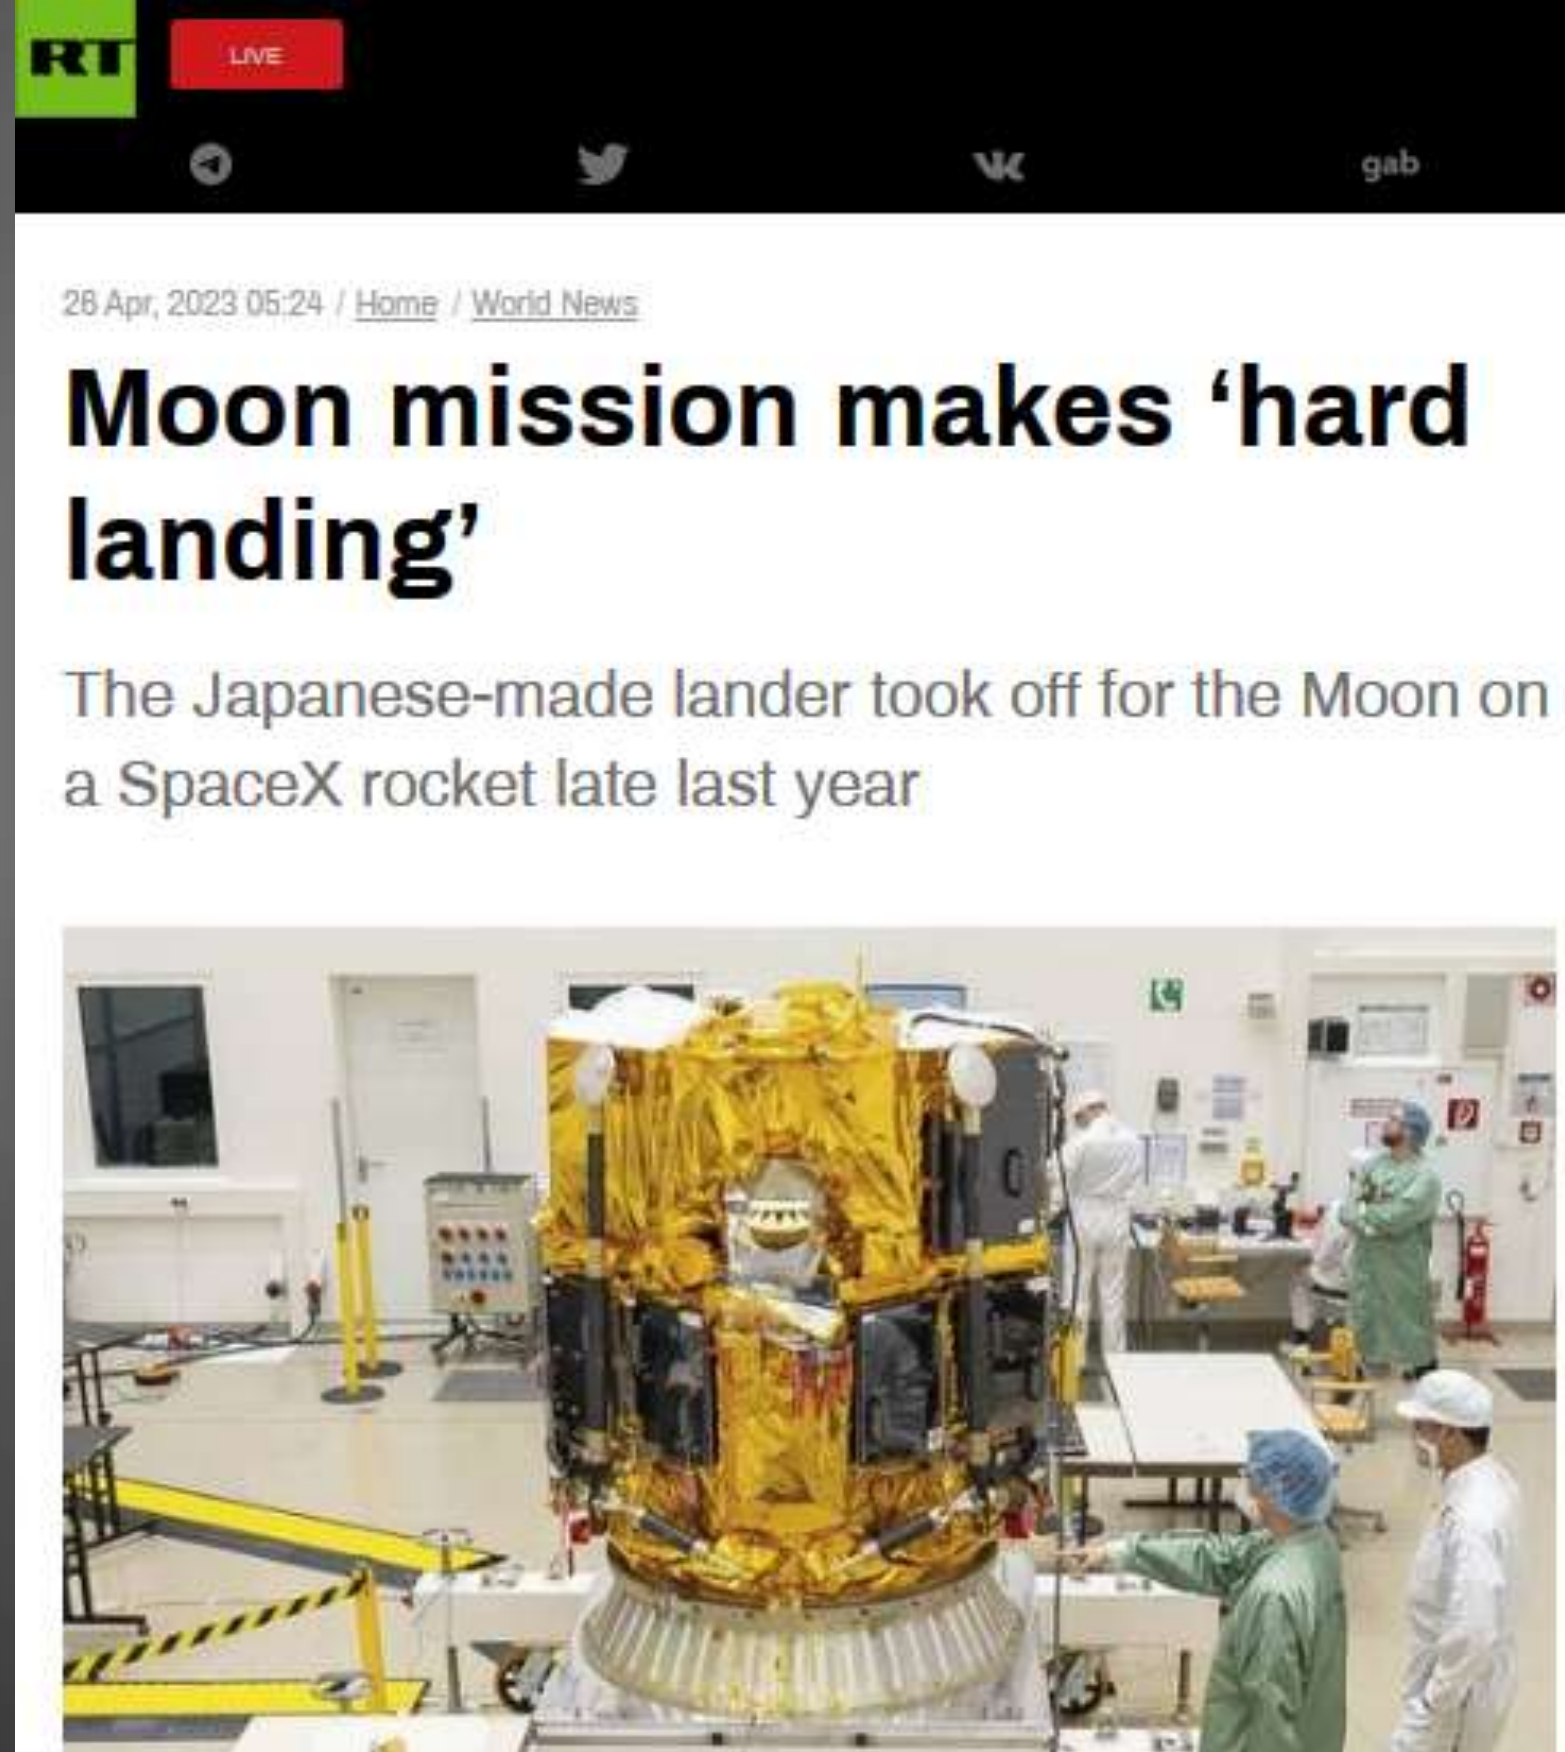 RT
LIVE
gab
26 Apr, 2023 05:24 / Home / World News
Moon mission makes ‘hard
landing’
The Japanese-made lander took off for the Moon on
a SpaceX rocket late last year